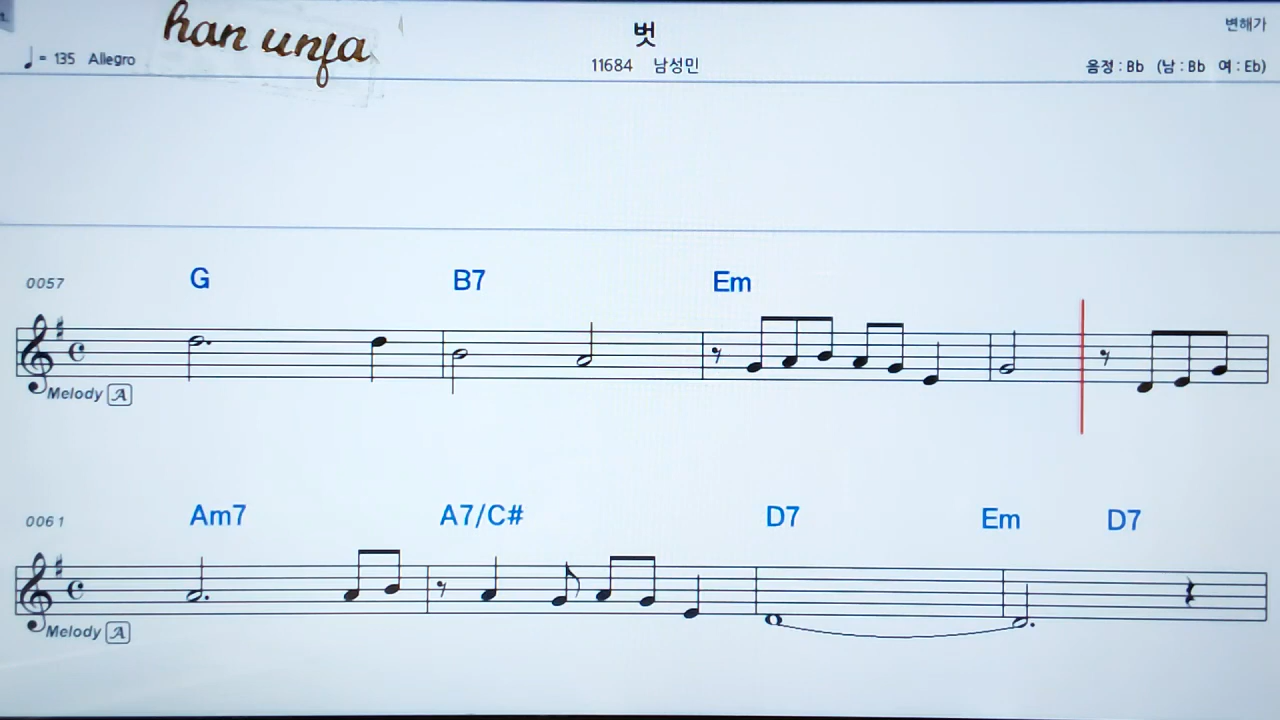 han unja
벗
변해가
♩ = 135 Allegro
11684 남성민
음정 : Bb (남 : Bb 여 : Eb)
0057 G B7 Em
Melody A
0061 Am7 A7/C# D7 Em D7
Melody A